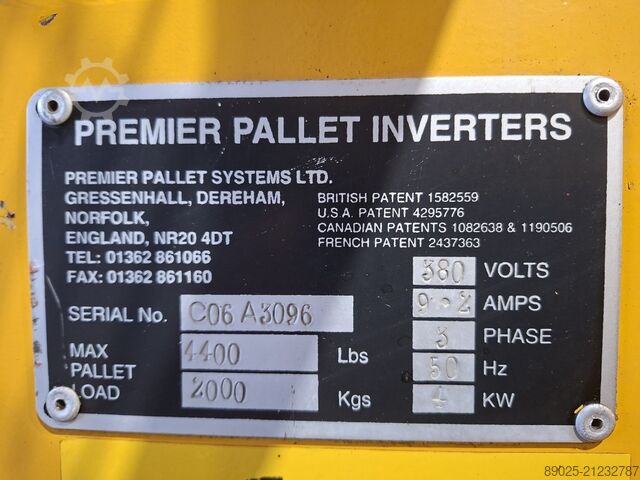 PREMIER PALLET INVERTERS
PREMIER PALLET SYSTEMS LTD.
GRESSENHALL, DEREHAM,
NORFOLK,
ENGLAND, NR20 4DT
TEL: 01362 861066
FAX: 01362 861160
BRITISH PATENT 1582559
U.S.A. PATENT 4295776
CANADIAN PATENTS 1082638 & 1190506
FRENCH PATENT 2437363
SERIAL No. C06 A3096
MAX PALLET LOAD
4400 Lbs
2000 Kgs
380 VOLTS
9.2 AMPS
3 PHASE
50 Hz
4 KW
89025-21232787